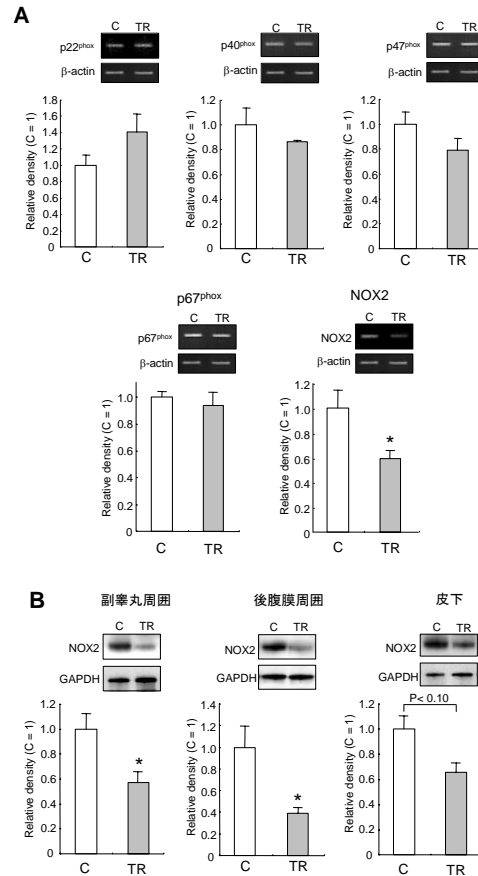 A
C TR
p22phox
β-actin
Relative density (C = 1)
1.8
1.6
1.4
1.2
1.0
0.8
0.6
0.4
0.2
0
C TR
C TR
p40phox
β-actin
Relative density (C = 1)
1.2
1.0
0.8
0.6
0.4
0.2
0
C TR
C TR
p47phox
β-actin
Relative density (C = 1)
1.2
1.0
0.8
0.6
0.4
0.2
0
C TR
p67phox
C TR
p67phox
β-actin
Relative density (C = 1)
1.0
0.8
0.6
0.4
0.2
0
C TR
NOX2
C TR
NOX2
β-actin
Relative density (C = 1)
1.2
1.0
0.8
0.6
0.4
0.2
*
C TR
B
副睾丸周囲
C TR
NOX2
GAPDH
Relative density (C = 1)
1.2
1.0
0.8
0.6
0.4
0.2
0
*
C TR
後腹膜周囲
C TR
NOX2
GAPDH
Relative density (C = 1)
1.4
1.2
1.0
0.8
0.6
0.4
0.2
0
*
C TR
皮下
C TR
NOX2
GAPDH
P< 0.10
Relative density (C = 1)
1.2
1.0
0.8
0.6
0.4
0.2
0
C TR